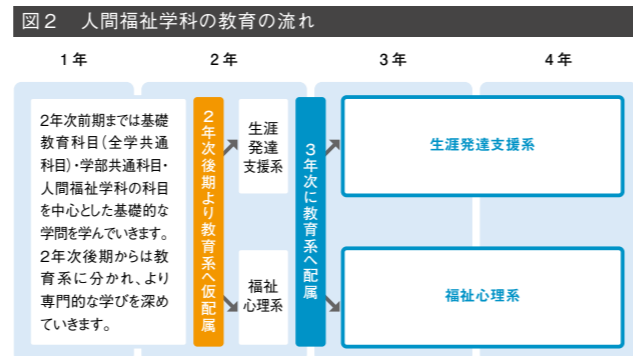 図2 人間福祉学科の教育の流れ
1年
2年
3年
4年
2年次前期までは基礎
教育科目(全学共通
科目)・学部共通科目・
人間福祉学科の科目
を中心とした基礎的な
学問を学んでいきます。
2年次後期からは教
育系に分かれ、より
専門的な学びを深め
ていきます。
2年次後期より教育系へ仮配属
生涯
発達
支援系
福祉
心理系
3年次に教育系へ配属
生涯発達支援系
福祉心理系